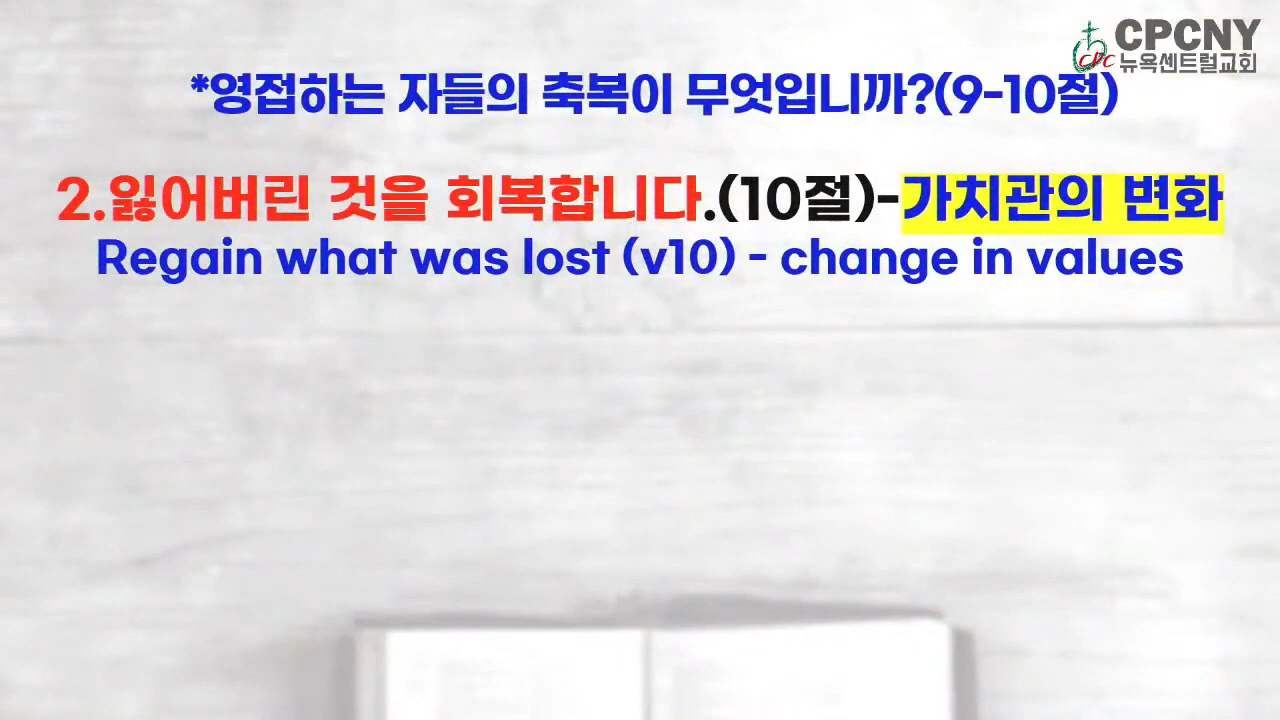 CPCNY
CPC 뉴욕센트럴교회
*영접하는 자들의 축복이 무엇입니까?(9-10절)
2.잃어버린 것을 회복합니다.(10절)-가치관의 변화
Regain what was lost (v10) - change in values